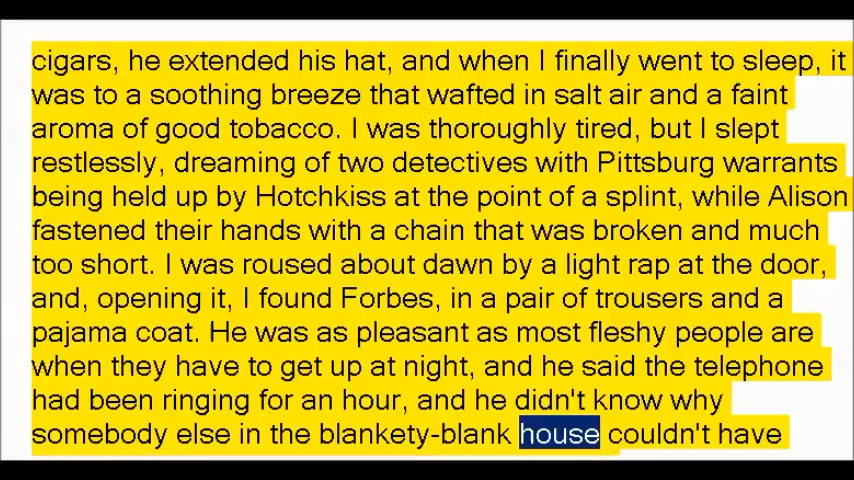 cigars, he extended his hat, and when I finally went to sleep, it
was to a soothing breeze that wafted in salt air and a faint
aroma of good tobacco. I was thoroughly tired, but I slept
restlessly, dreaming of two detectives with Pittsburg warrants
being held up by Hotchkiss at the point of a splint, while Alison
fastened their hands with a chain that was broken and much
too short. I was roused about dawn by a light rap at the door,
and, opening it, I found Forbes, in a pair of trousers and a
pajama coat. He was as pleasant as most fleshy people are
when they have to get up at night, and he said the telephone
had been ringing for an hour, and he didn't know why
somebody else in the blankety-blank house couldn't have